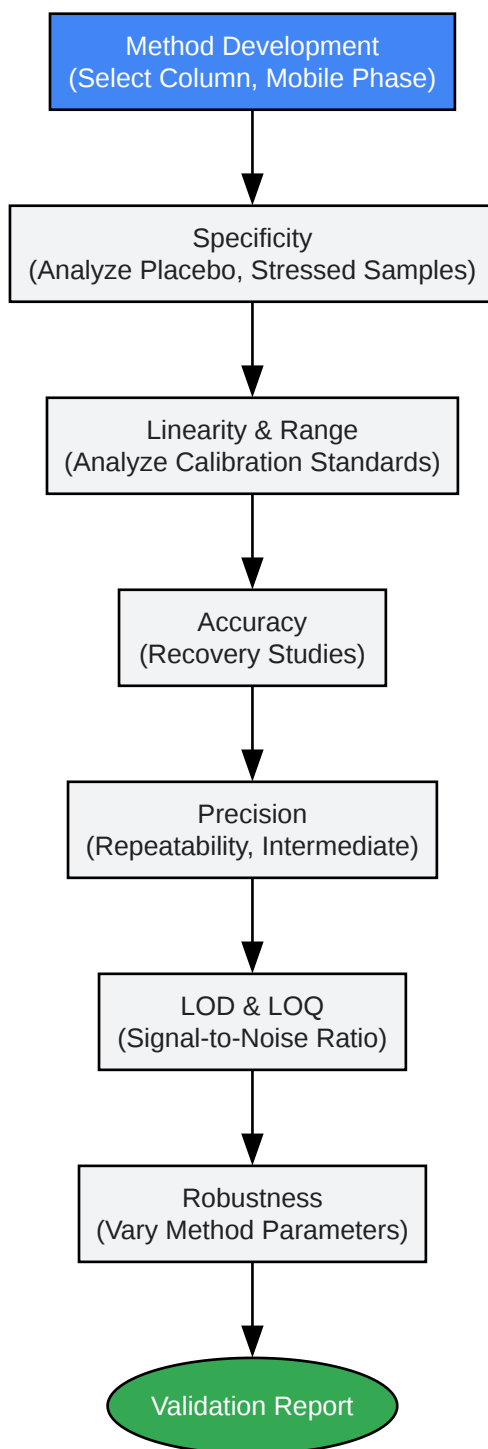 Method Development
(Select Column, Mobile Phase)
Specificity
(Analyze Placebo, Stressed Samples)
Linearity & Range
(Analyze Calibration Standards)
Accuracy
(Recovery Studies)
Precision
(Repeatability, Intermediate)
LOD & LOQ
(Signal-to-Noise Ratio)
Robustness
(Vary Method Parameters)
Validation Report